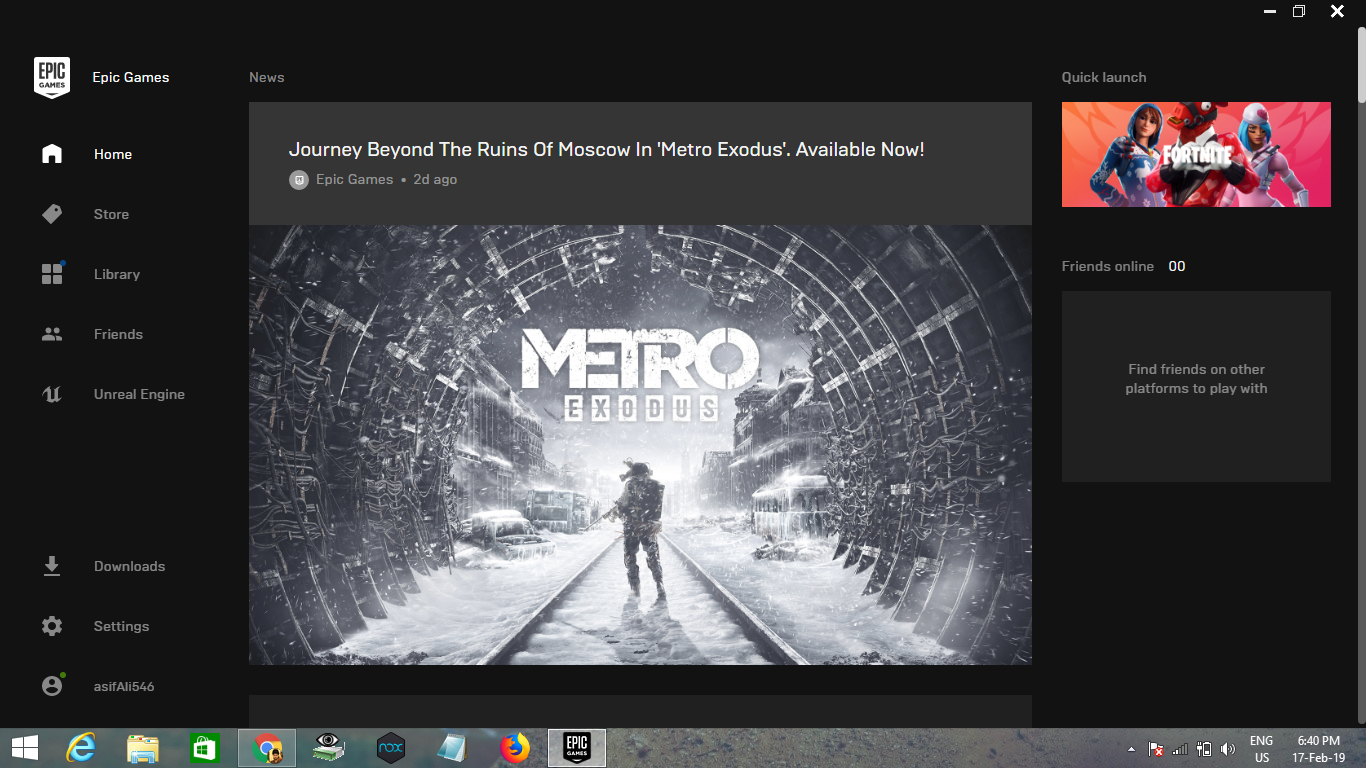 EPIC
GAMES
Epic Games
Home
Store
Library
Friends
Unreal Engine
Downloads
Settings
asifAli546
News
Journey Beyond The Ruins Of Moscow In 'Metro Exodus'. Available Now!
Epic Games • 2d ago
METRO
EXODUS
Quick launch
FORTNITE
Friends online 00
Find friends on other
platforms to play with
nox
EPIC
GAMES
ENG
US
6:40 PM
17-Feb-19